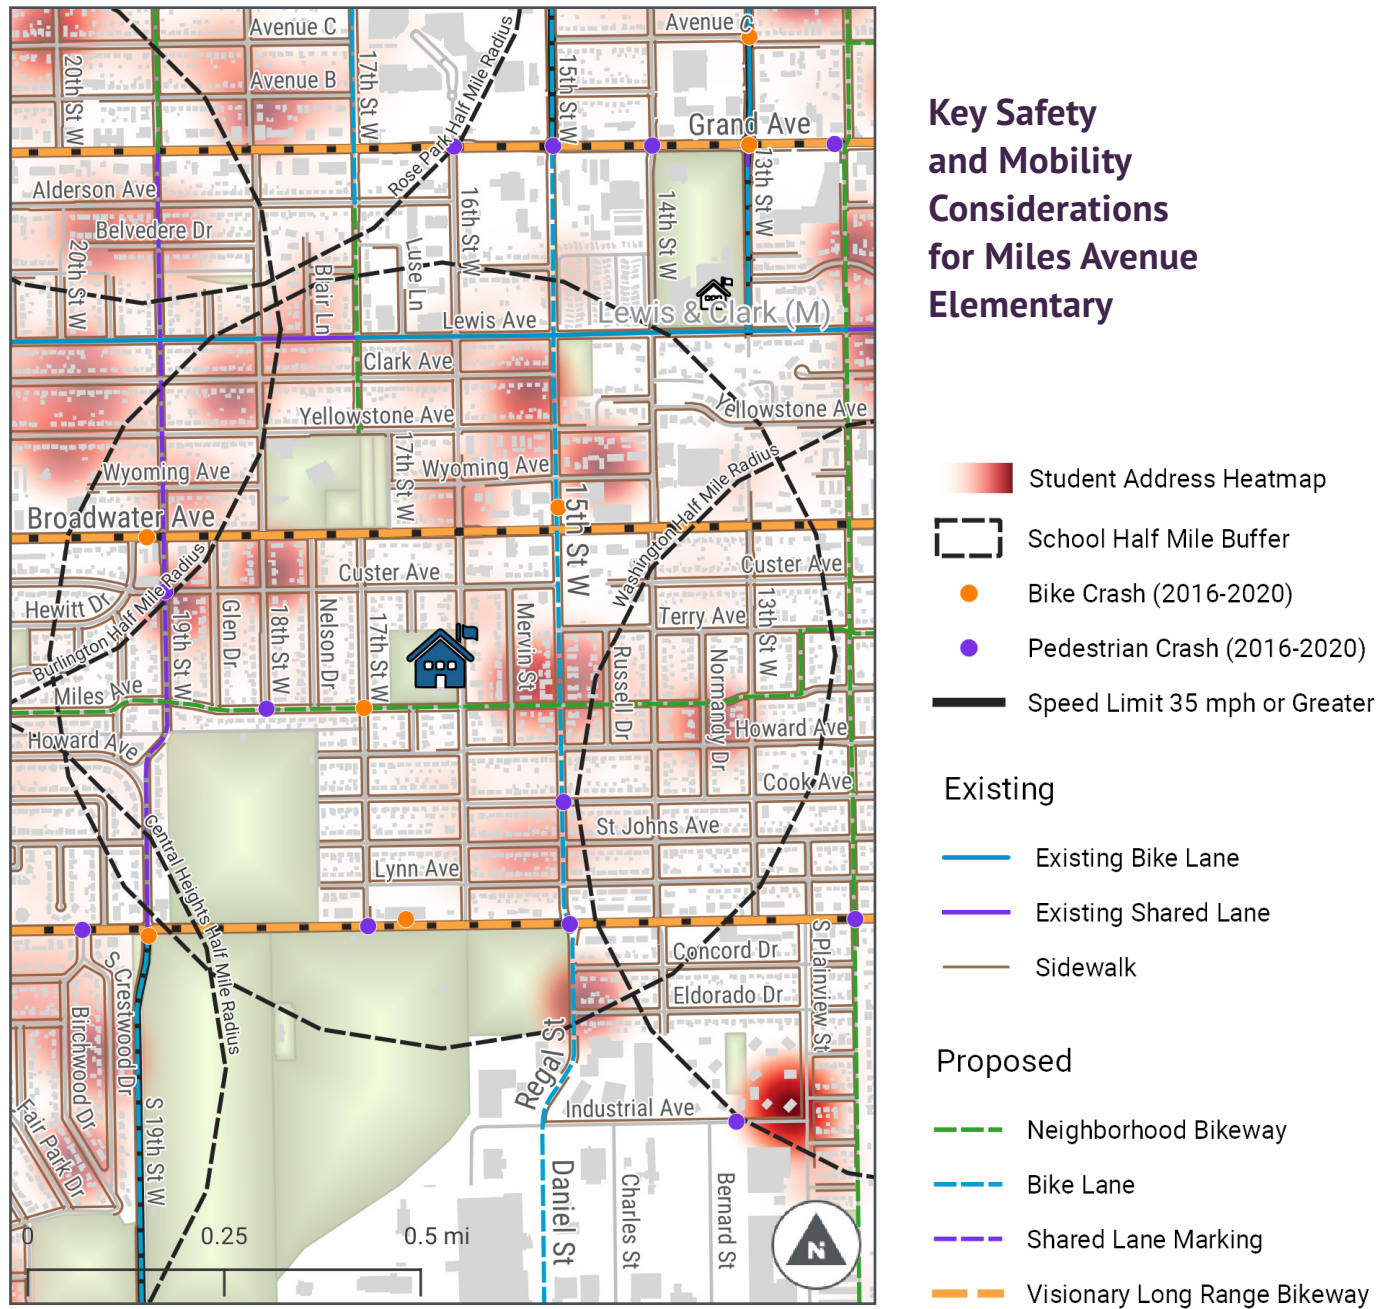 Avenue C
Avenue C
20th St W
17th St W
15th St W
Avenue B
Rose Park Half Mile Radius
Grand Ave
13th St W
Alderson Ave
Belvedere Dr
20th St W
16th St W
14th St W
Luse Ln
Blair Ln
Lewis Ave
Lewis & Clark (M)
Clark Ave
Yellowstone Ave
Yellowstone Ave
Wyoming Ave
17th St W
Wyoming Ave
Washington Half Mile Radius
Broadwater Ave
15th St W
Custer Ave
Custer Ave
Hewitt Dr
Burlington Half Mile Radius
19th St W
Glen Dr
18th St W
Nelson Dr
17th St W
Mervin St
Terry Ave
13th St W
Russell Dr
Normandy Dr
Miles Ave
Howard Ave
Howard Ave
Cook Ave
St Johns Ave
Central Heights Half Mile Radius
Lynn Ave
S Crestwood Dr
Birchwood Dr
Concord Dr
Eldorado Dr
S Plainview St
Regal St
Industrial Ave
Fair Park Dr
S 19th St W
Daniel St
Charles St
Bernard St
0
0.25
0.5 mi
N
Key Safety
and Mobility
Considerations
for Miles Avenue
Elementary
Student Address Heatmap
School Half Mile Buffer
Bike Crash (2016-2020)
Pedestrian Crash (2016-2020)
Speed Limit 35 mph or Greater
Existing
Existing Bike Lane
Existing Shared Lane
Sidewalk
Proposed
Neighborhood Bikeway
Bike Lane
Shared Lane Marking
Visionary Long Range Bikeway